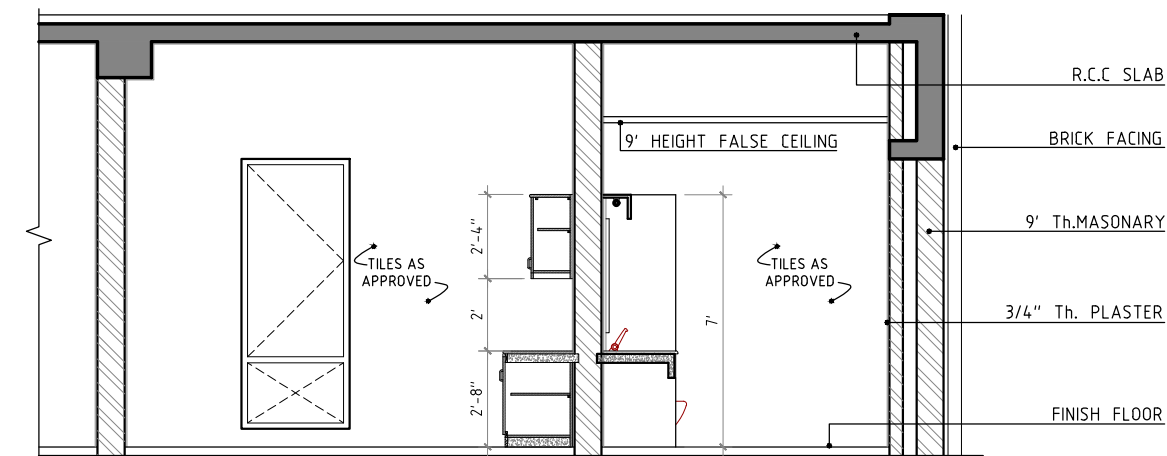 R.C.C SLAB
BRICK FACING
9' HEIGHT FALSE CEILING
9' Th.MASONARY
2'-4"
TILES AS
APPROVED
TILES AS
APPROVED
2'
7'
3/4" Th. PLASTER
2'-8"
FINISH FLOOR